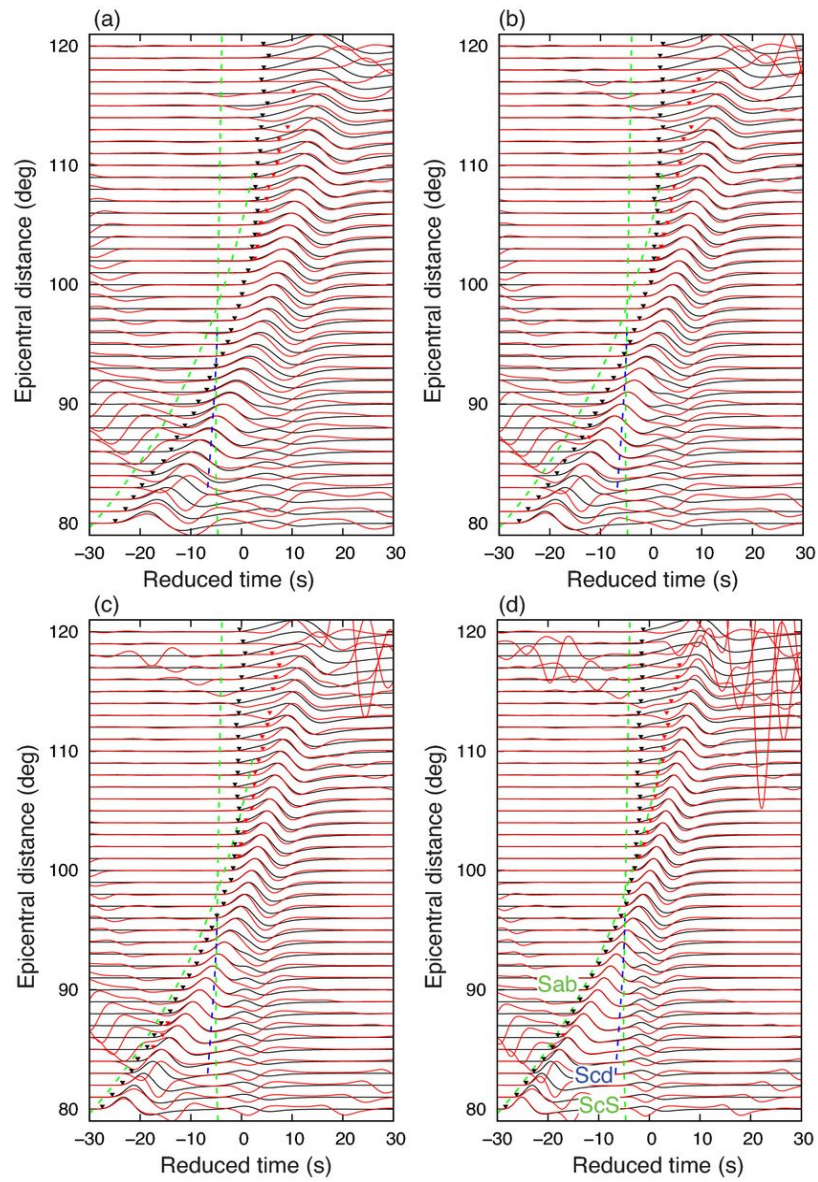 (a)
120
110
100
90
80
Epicentral distance (deg)
−30 −20 −10 0 10 20 30
Reduced time (s)
(b)
120
110
100
90
80
Epicentral distance (deg)
−30 −20 −10 0 10 20 30
Reduced time (s)
(c)
120
110
100
90
80
Epicentral distance (deg)
−30 −20 −10 0 10 20 30
Reduced time (s)
(d)
120
110
100
90
80
Epicentral distance (deg)
Sab
Scd
ScS
−30 −20 −10 0 10 20 30
Reduced time (s)